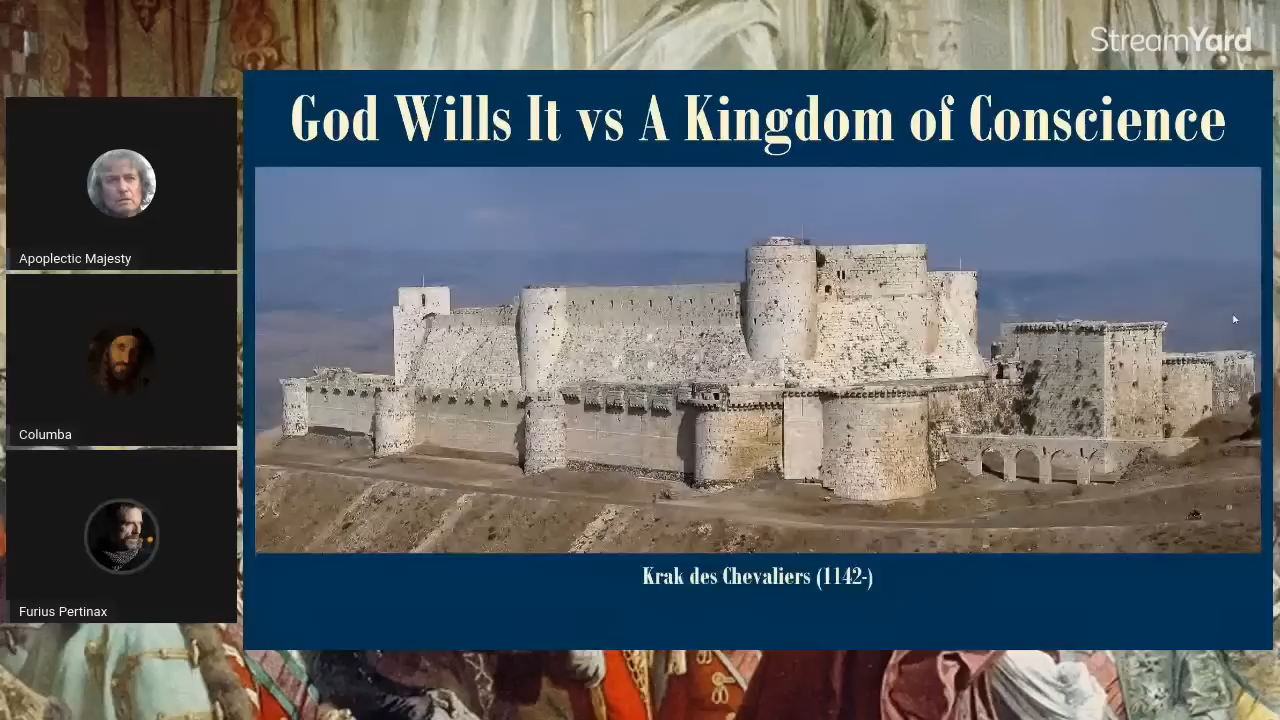 StreamYard
God Wills It vs A Kingdom of Conscience
Apoplectic Majesty
Columba
Furius Pertinax
Krak des Chevaliers (1142-)